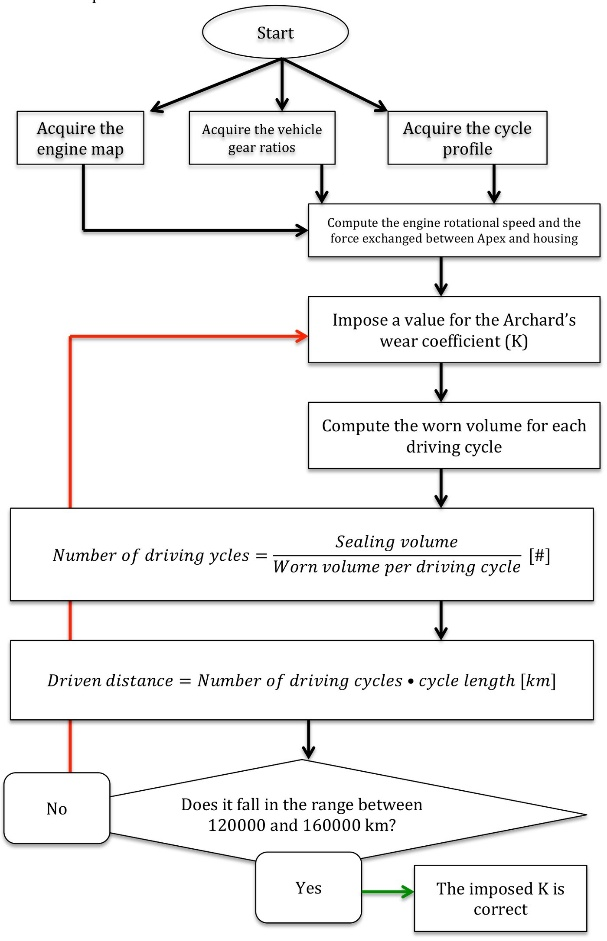 Start
Acquire the
engine map
Acquire the vehicle
gear ratios
Acquire the cycle
profile
Compute the engine rotational speed and the
force exchanged between Apex and housing
Impose a value for the Archard's
wear coefficient (K)
Compute the worn volume for each
driving cycle
Number of driving ycles = Sealing volume / Worn volume per driving cycle [#]
Driven distance = Number of driving cycles • cycle length [km]
Does it fall in the range between
120000 and 160000 km?
No
Yes
The imposed K is
correct